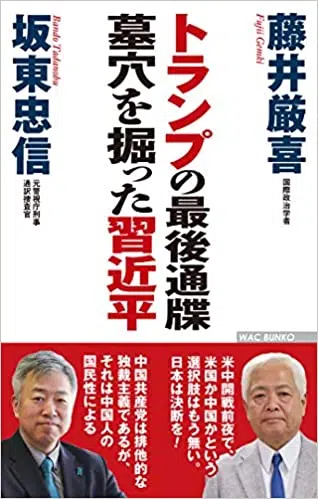 藤井厳喜
Fujii Gemki
国際政治学者
トランプの最後通牒
墓穴を掘った習近平
坂東忠信
Bando Tadanobu
元警視庁刑事
通訳捜査官
WAC BUNKO
米中開戦前夜で、
米国か中国かという
選択肢はもう無い。
日本は決断を!
中国共産党は排他的な
独裁主義であるが、
それは中国人の
国民性による